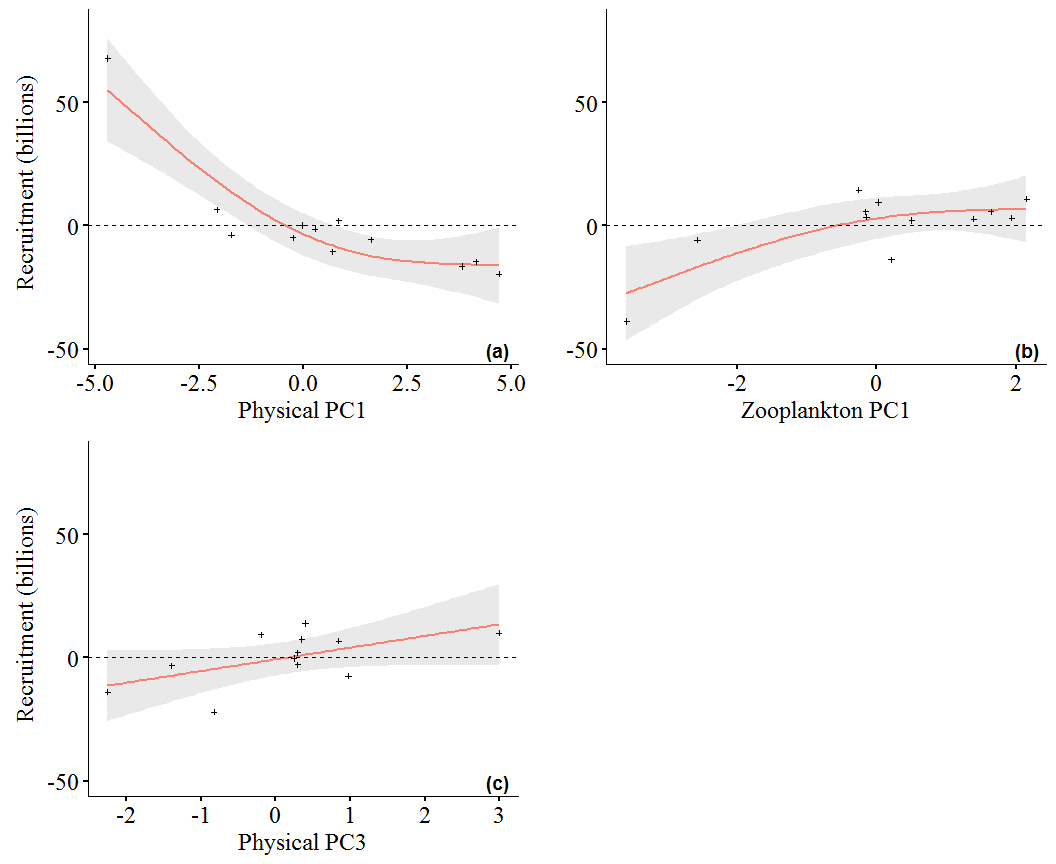 Recruitment (billions)
50
0
-50
(a)
-5.0 -2.5 0.0 2.5 5.0
Physical PC1
50
0
-50
(b)
-2 0 2
Zooplankton PC1
Recruitment (billions)
50
0
-50
(c)
-2 -1 0 1 2 3
Physical PC3